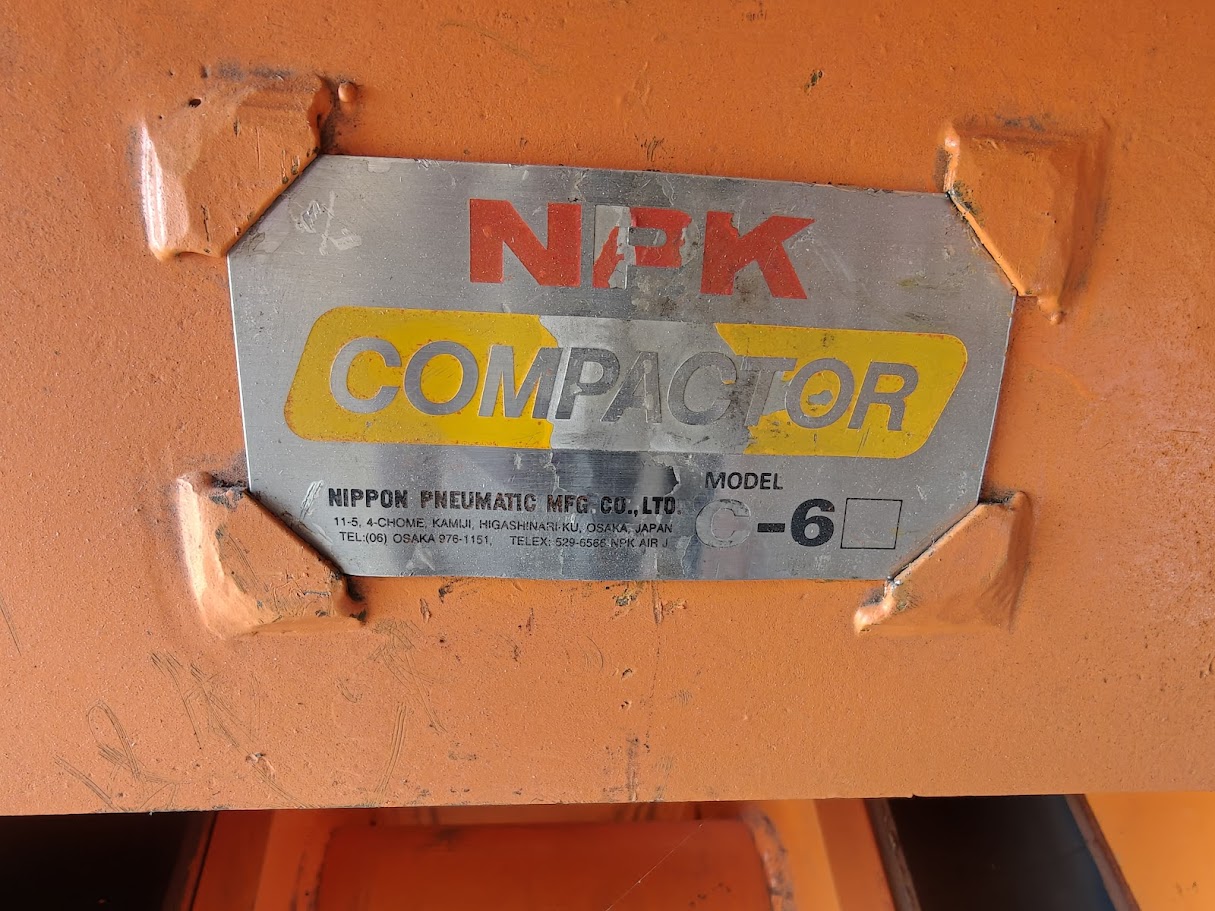 NPK
COMPACTOR
MODEL
C-6
NIPPON PNEUMATIC MFG. CO., LTD.
11-5, 4-CHOME, KAMIJI, HIGASHINARI-KU, OSAKA, JAPAN
TEL:(06) OSAKA 976-1151, TELEX: 529-6566 NPK AIR J